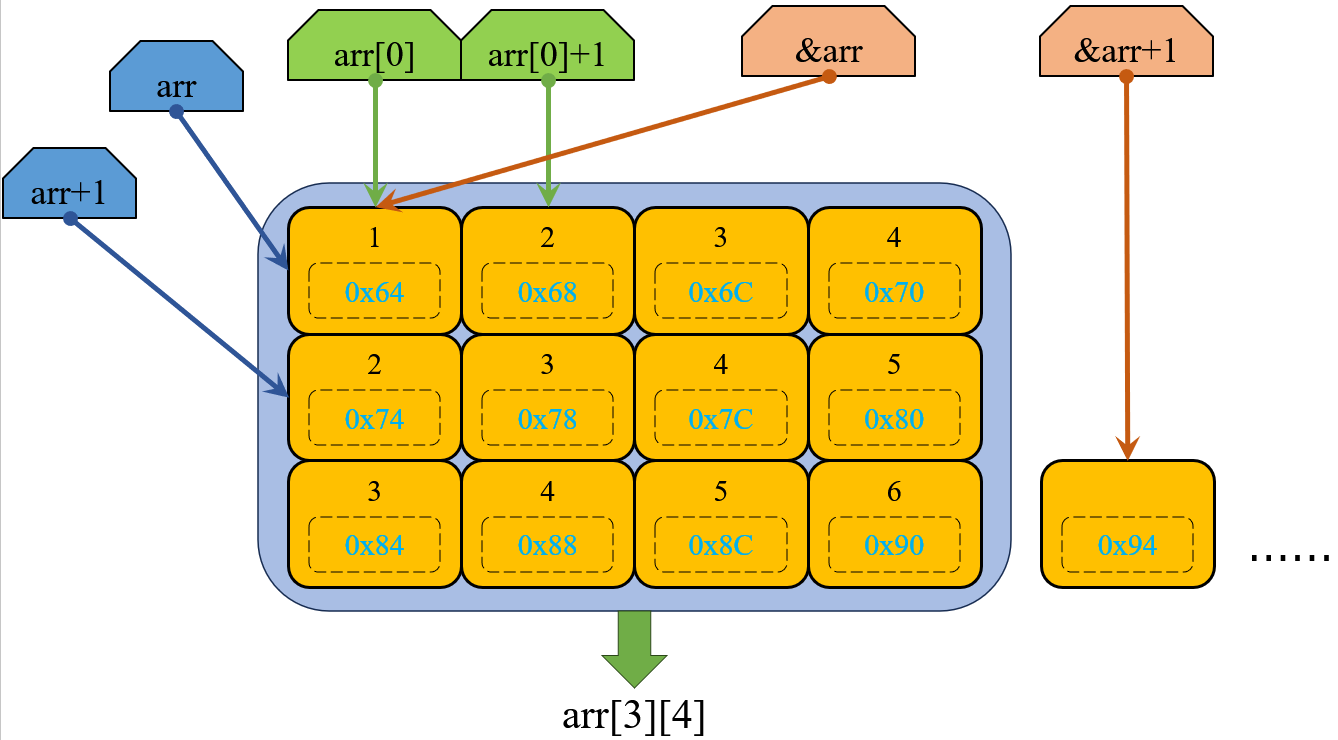 arr[0]
arr[0]+1
&arr
&arr+1
arr
arr+1
1 2 3 4
0x64 0x68 0x6C 0x70
2 3 4 5
0x74 0x78 0x7C 0x80
3 4 5 6
0x84 0x88 0x8C 0x90
0x94
......
arr[3][4]